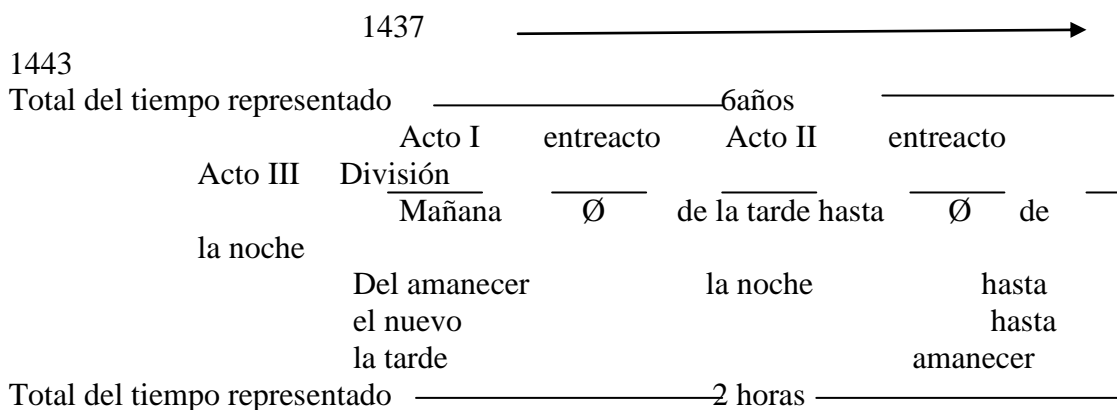 1437
1443
Total del tiempo representado 6años
Acto I entreacto Acto II entreacto
Acto III División
Mañana Ø de la tarde hasta Ø de
la noche
Del amanecer la noche hasta
el nuevo hasta
la tarde amanecer
Total del tiempo representado 2 horas